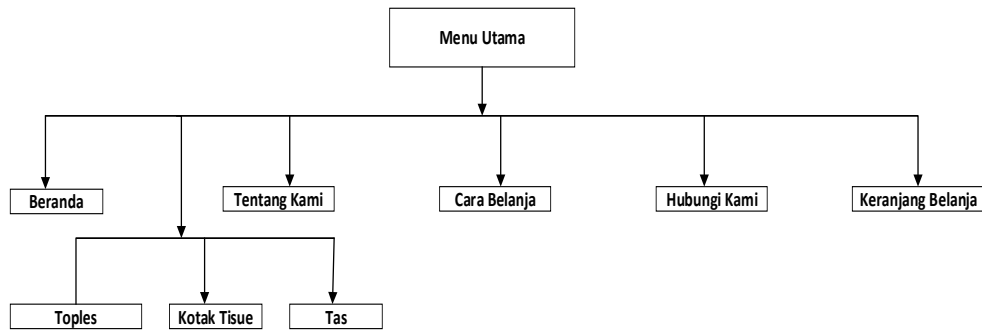 Menu Utama
Beranda
Tentang Kami
Cara Belanja
Hubungi Kami
Keranjang Belanja
Toples
Kotak Tisue
Tas